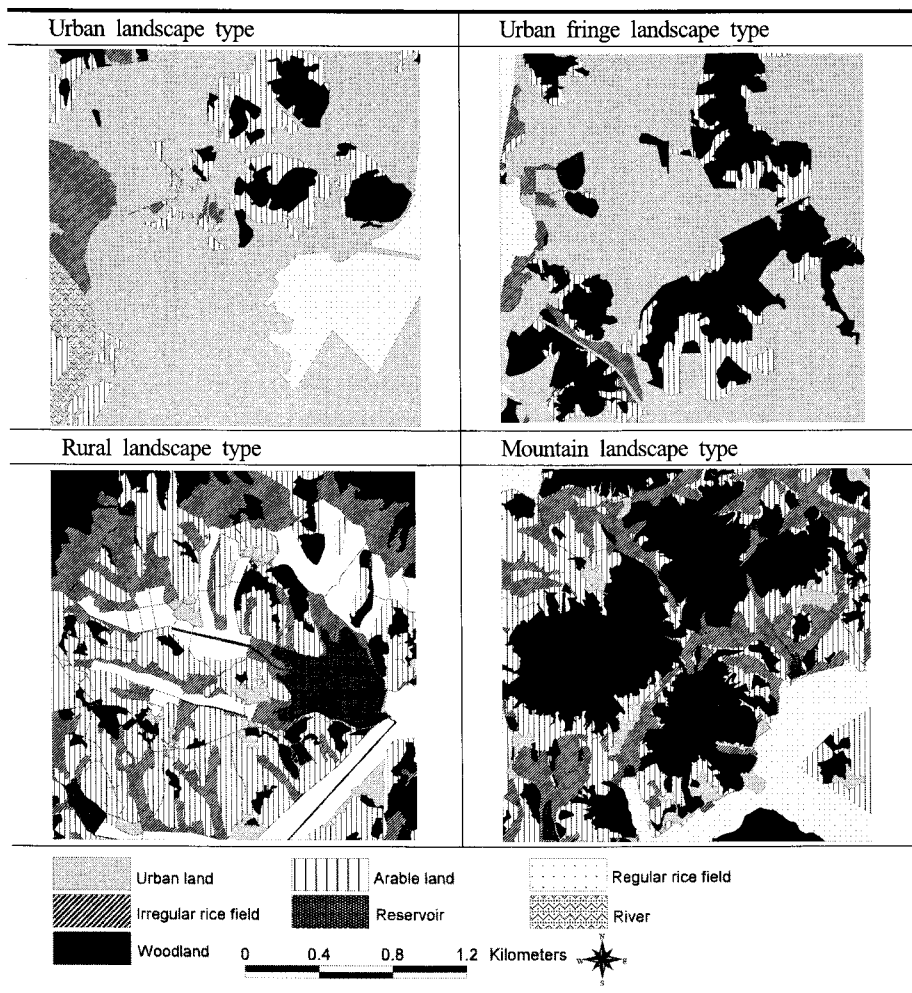 Urban landscape type
Urban fringe landscape type
Rural landscape type
Mountain landscape type
Urban land
Arable land
Regular rice field
Irregular rice field
Reservoir
River
Woodland
0 0.4 0.8 1.2 Kilometers
N
W E
S